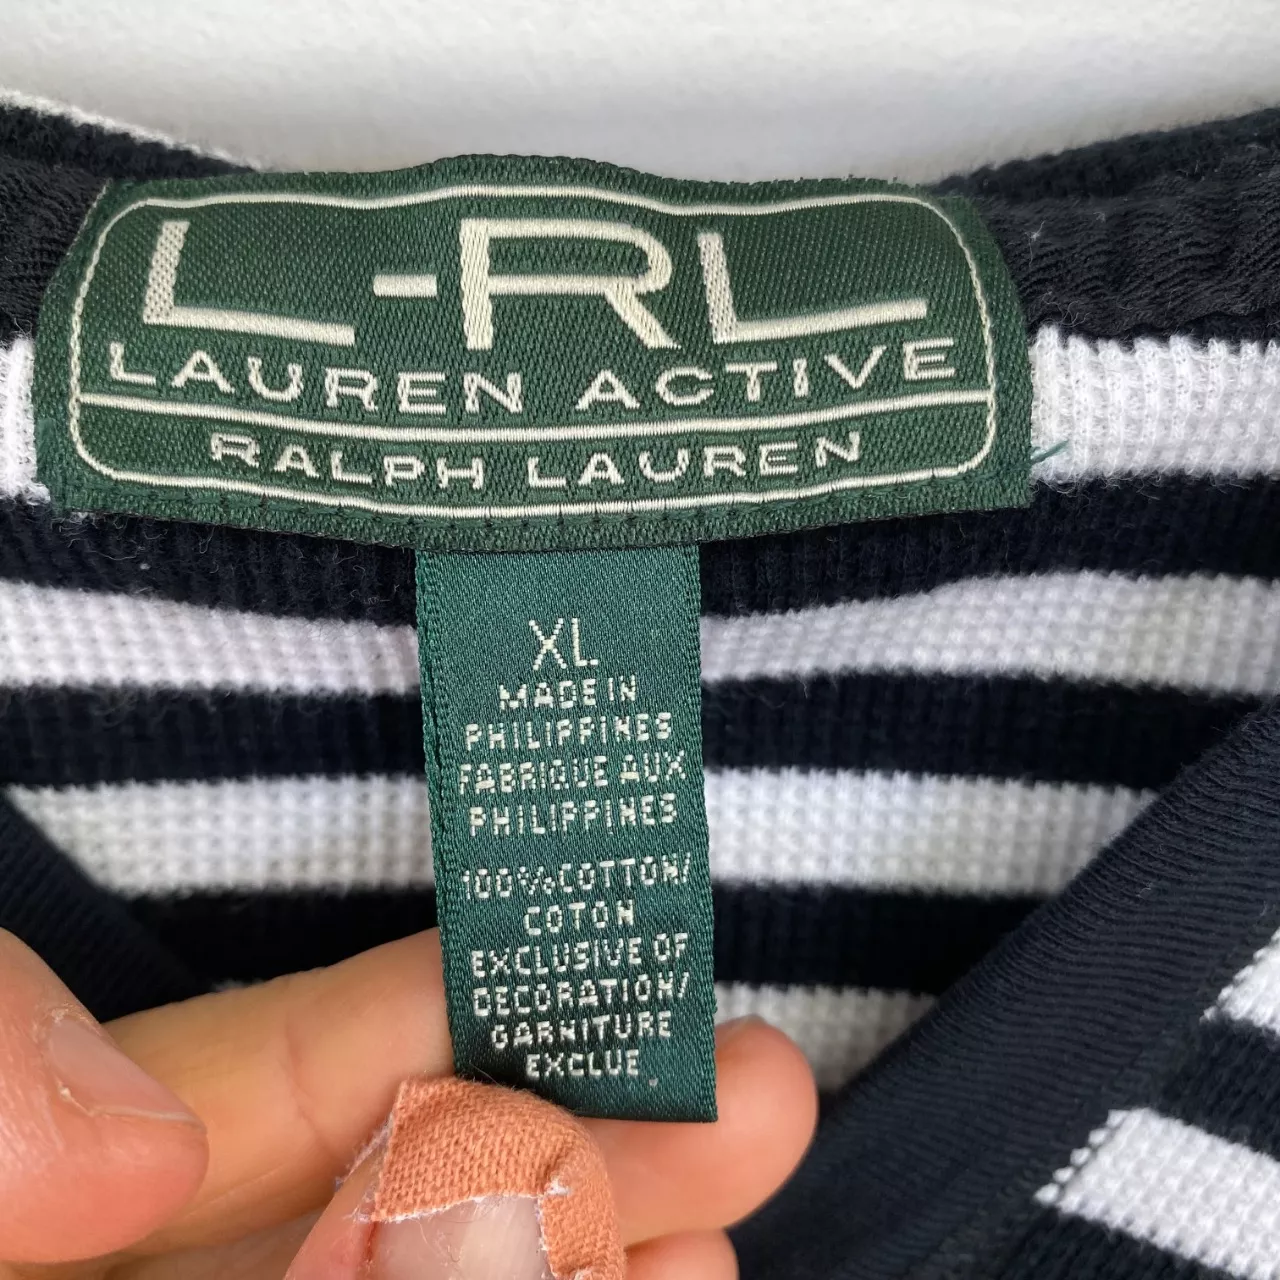 L-RL
LAUREN ACTIVE
RALPH LAUREN
XL
MADE IN
PHILIPPINES
FABRIQUE AUX
PHILIPPINES
100% COTTON/
COTON
EXCLUSIVE OF
DECORATION/
GARNITURE
EXCLUE